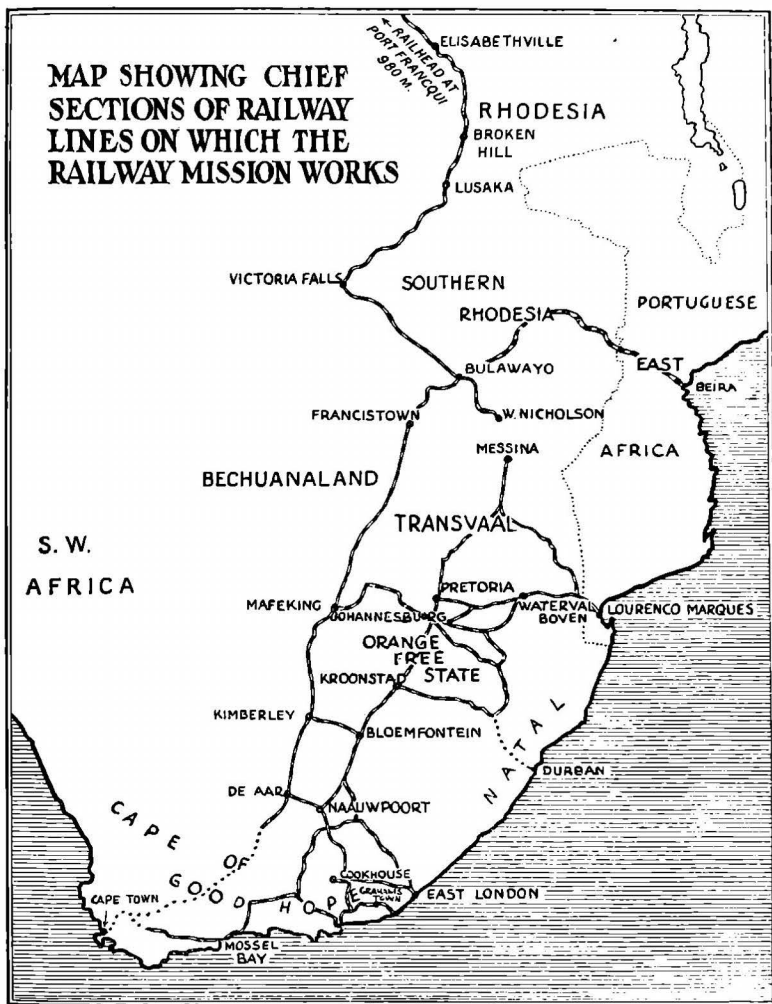 MAP SHOWING CHIEF
SECTIONS OF RAILWAY
LINES ON WHICH THE
RAILWAY MISSION WORKS
← RAILHEAD AT
PORT FRANCQUI
980 M.
ELISABETHVILLE
RHODESIA
BROKEN
HILL
LUSAKA
VICTORIA FALLS
SOUTHERN
RHODESIA
PORTUGUESE
EAST
AFRICA
BULAWAYO
BEIRA
FRANCISTOWN
W. NICHOLSON
MESSINA
BECHUANALAND
TRANSVAAL
S. W.
AFRICA
PRETORIA
MAFEKING
JOHANNESBURG
WATERVAL
BOVEN
LOURENCO MARQUES
ORANGE
FREE
STATE
KROONSTAD
KIMBERLEY
BLOEMFONTEIN
NATAL
DURBAN
DE AAR
NAAUWPOORT
CAPE OF GOOD HOPE
COOKHOUSE
GRAHAMSTOWN
EAST LONDON
CAPE TOWN
MOSSEL
BAY